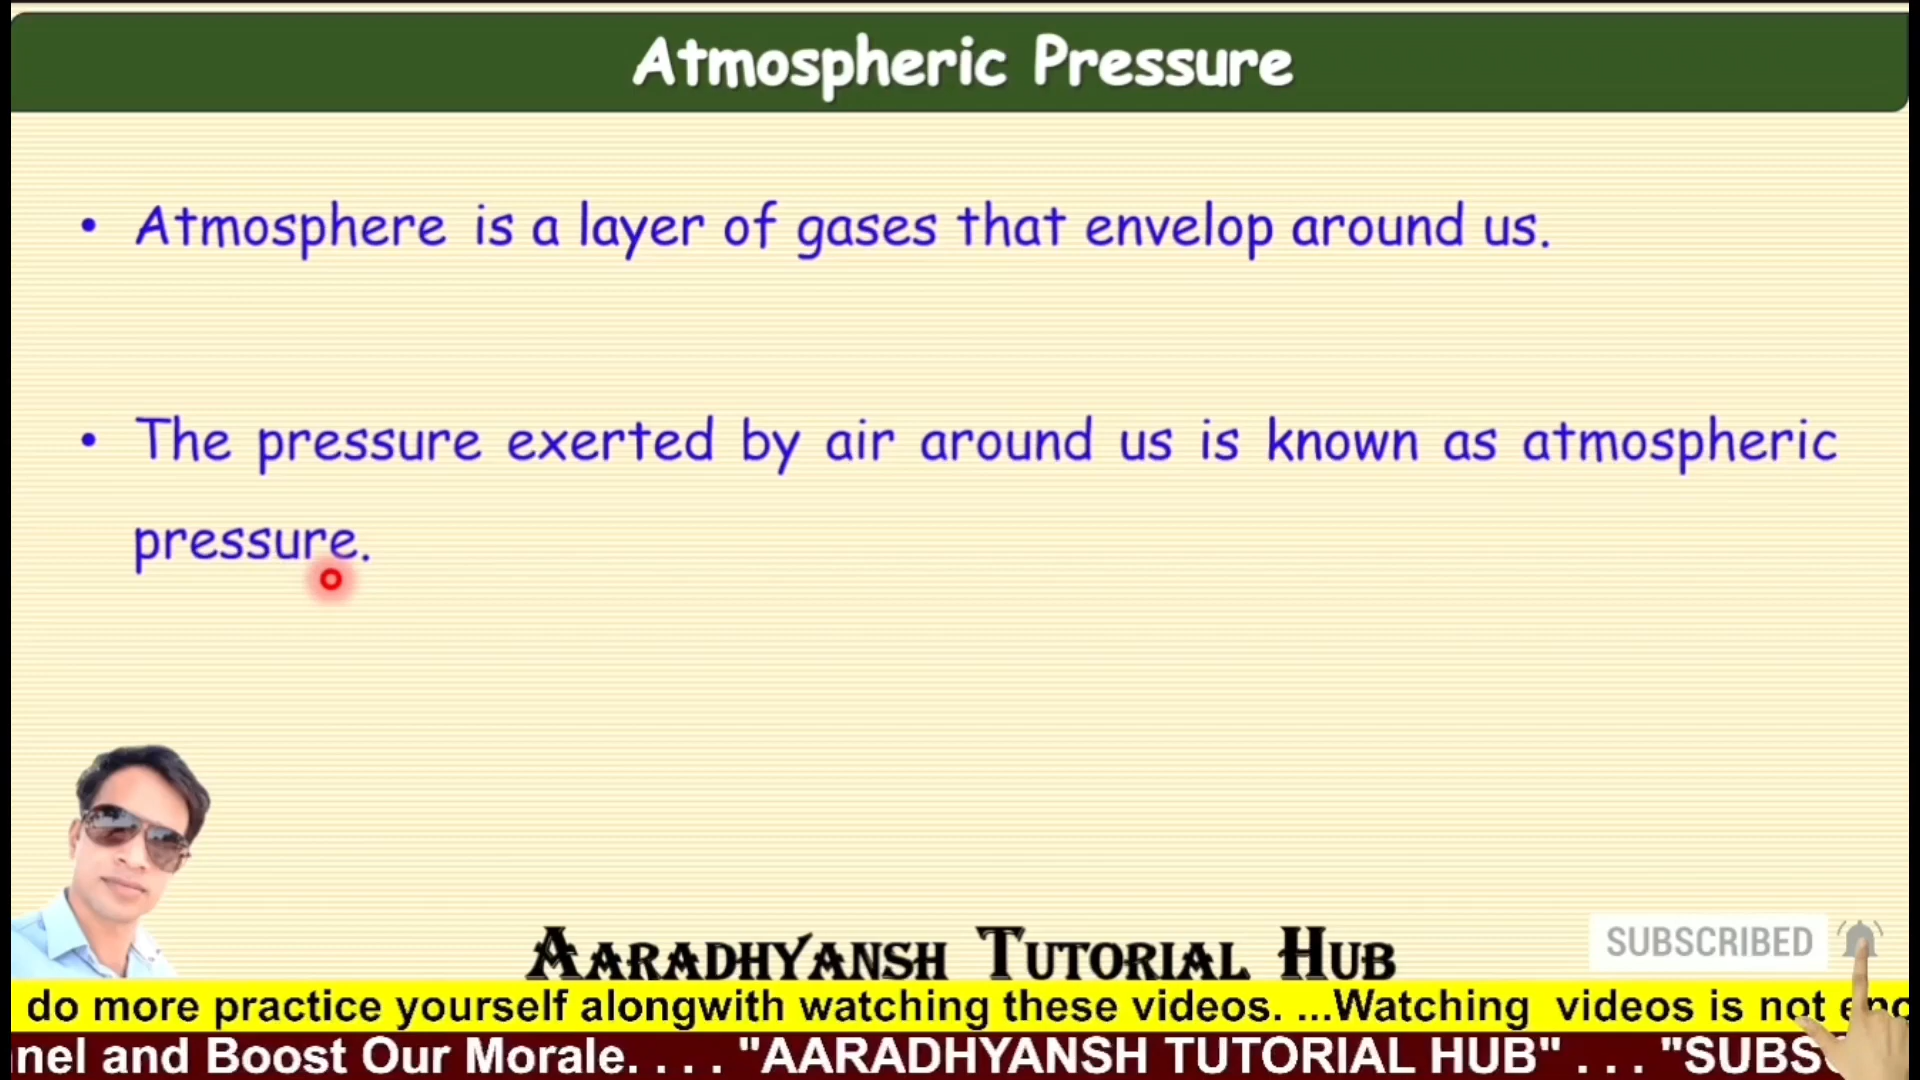 Atmospheric Pressure
• Atmosphere is a layer of gases that envelop around us.
• The pressure exerted by air around us is known as atmospheric
pressure.
AARADHYANSH TUTORIAL HUB
SUBSCRIBED
do more practice yourself alongwith watching these videos. ...Watching videos is not
and Boost Our Morale. . . . "AARADHYANSH TUTORIAL HUB" . . .